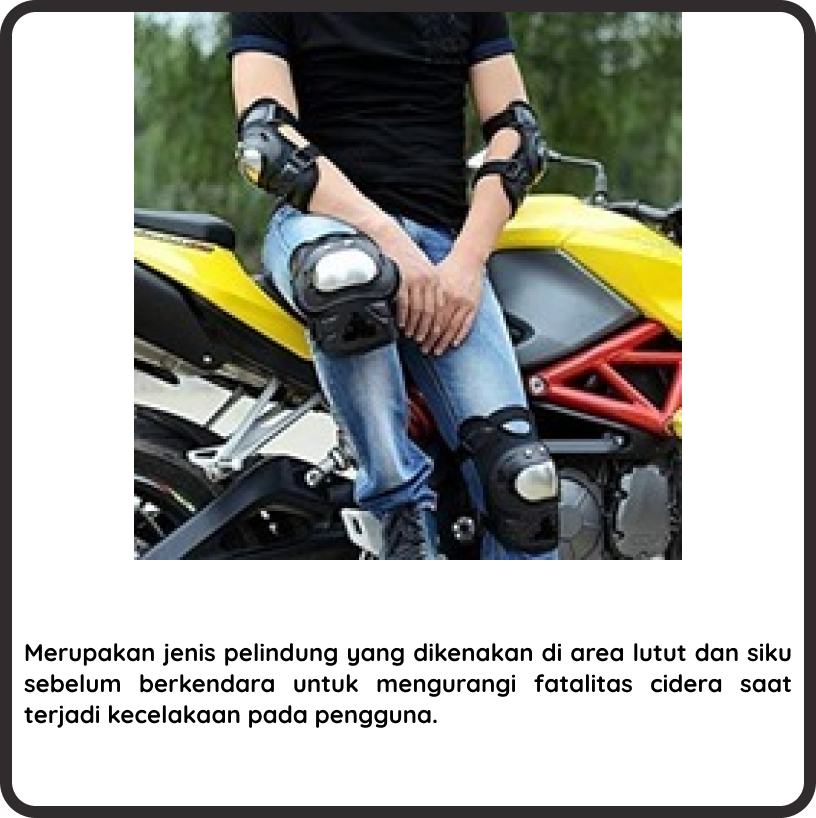 Merupakan jenis pelindung yang dikenakan di area lutut dan siku
sebelum berkendara untuk mengurangi fatalitas cidera saat
terjadi kecelakaan pada pengguna.